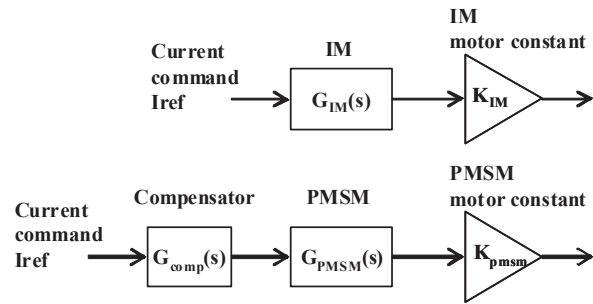 IM
motor constant
IM
Current
command
Iref
G_IM(s)
K_IM
PMSM
motor constant
Compensator
PMSM
Current
command
Iref
G_comp(s)
G_PMSM(s)
K_pmsm